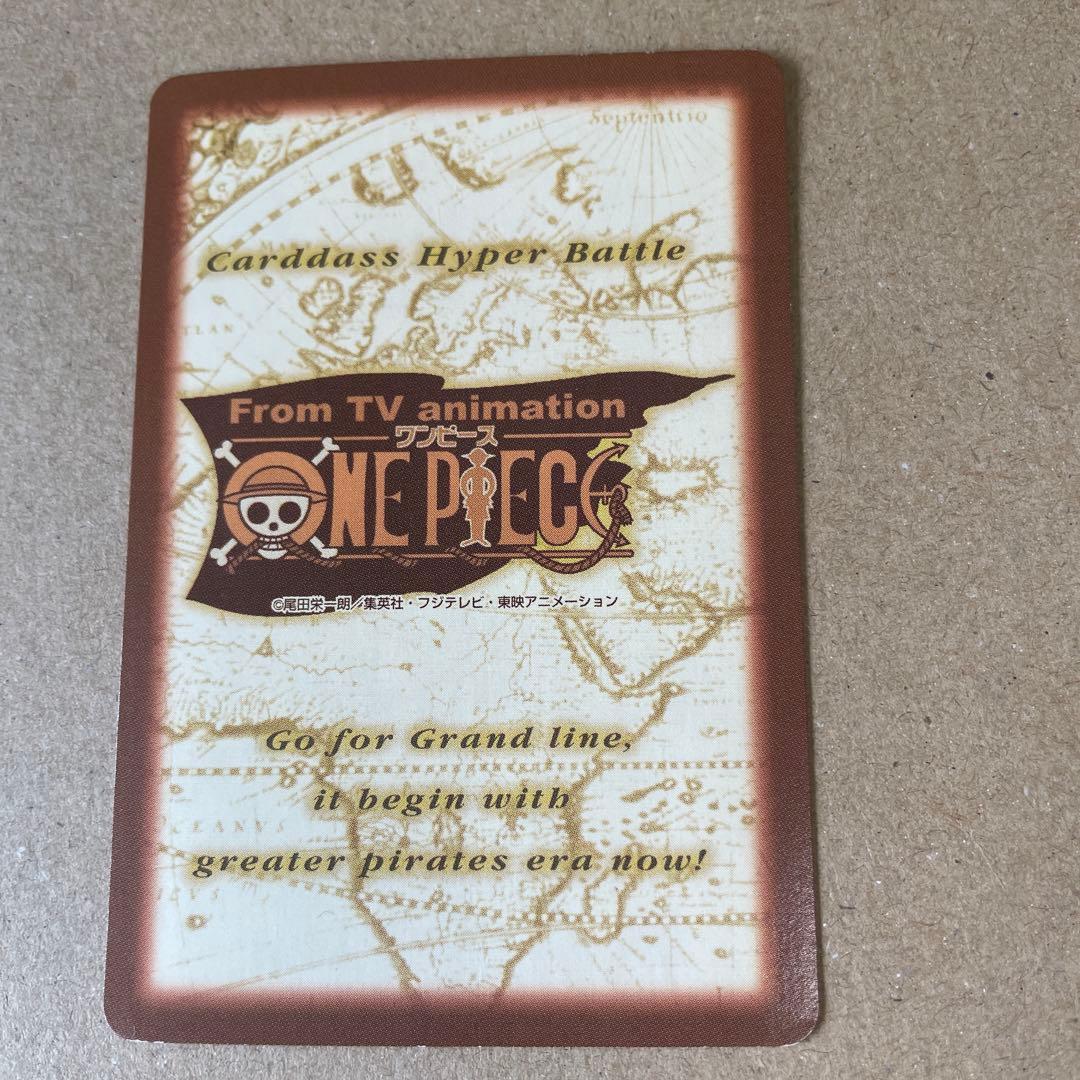 Septentrio
Carddass Hyper Battle
From TV animation
ワンピース
ONE PIECE
©尾田栄一朗／集英社・フジテレビ・東映アニメーション
Go for Grand line,
it begin with
greater pirates era now!